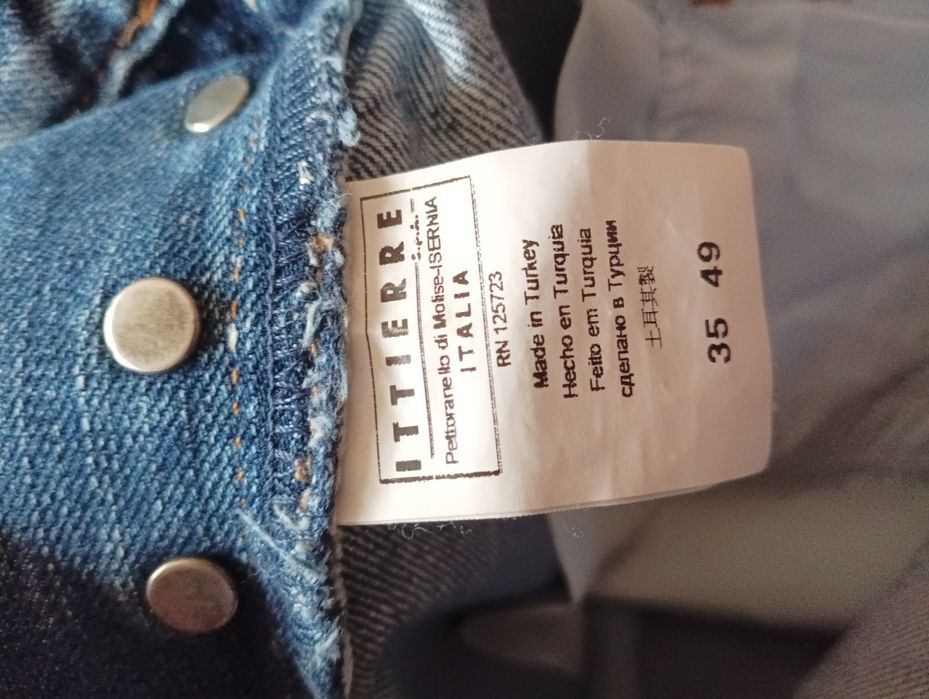 ITTIERRE
S.p.A.
Pettoranello di Molise-ISERNIA
ITALIA
RN 125723
Made in Turkey
Hecho en Turquia
Feito em Turquia
сделано в Турции
土耳其製
35 49